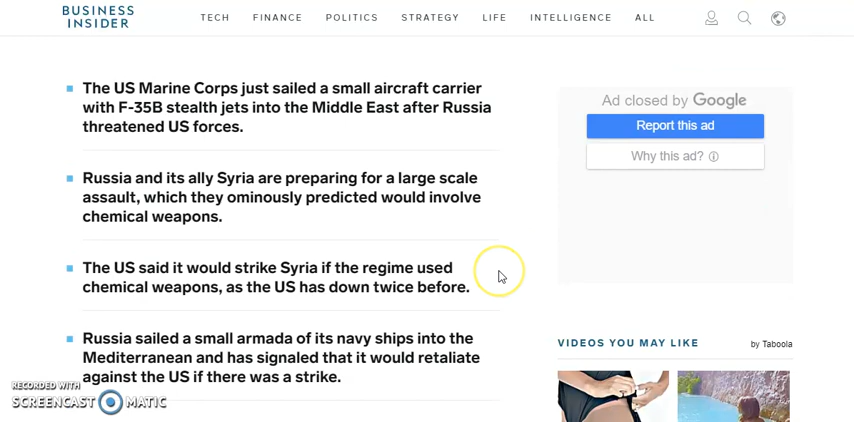 BUSINESS
INSIDER
TECH FINANCE POLITICS STRATEGY LIFE INTELLIGENCE ALL
The US Marine Corps just sailed a small aircraft carrier
with F-35B stealth jets into the Middle East after Russia
threatened US forces.
Russia and its ally Syria are preparing for a large scale
assault, which they ominously predicted would involve
chemical weapons.
The US said it would strike Syria if the regime used
chemical weapons, as the US has down twice before.
Russia sailed a small armada of its navy ships into the
Mediterranean and has signaled that it would retaliate
against the US if there was a strike.
Ad closed by Google
Report this ad
Why this ad?
VIDEOS YOU MAY LIKE
by Taboola
RECORDED WITH
SCREENCAST MATIC